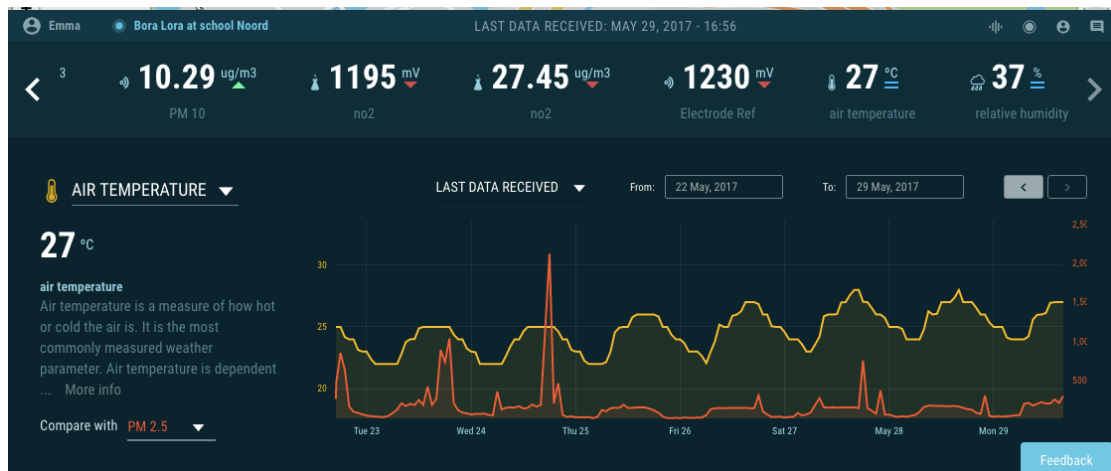 Emma
Bora Lora at school Noord
LAST DATA RECEIVED: MAY 29, 2017 - 16:56
3
10.29 ug/m3
PM 10
1195 mV
no2
27.45 ug/m3
no2
1230 mV
Electrode Ref
27 ºC
air temperature
37 %
relative humidity
AIR TEMPERATURE
LAST DATA RECEIVED
From: 22 May, 2017
To: 29 May, 2017
27 ºC
air temperature
Air temperature is a measure of how hot
or cold the air is. It is the most
commonly measured weather
parameter. Air temperature is dependent
... More info
Compare with PM 2.5
30
25
20
2,50
2,00
1,50
1,00
500
Tue 23
Wed 24
Thu 25
Fri 26
Sat 27
May 28
Mon 29
Feedback